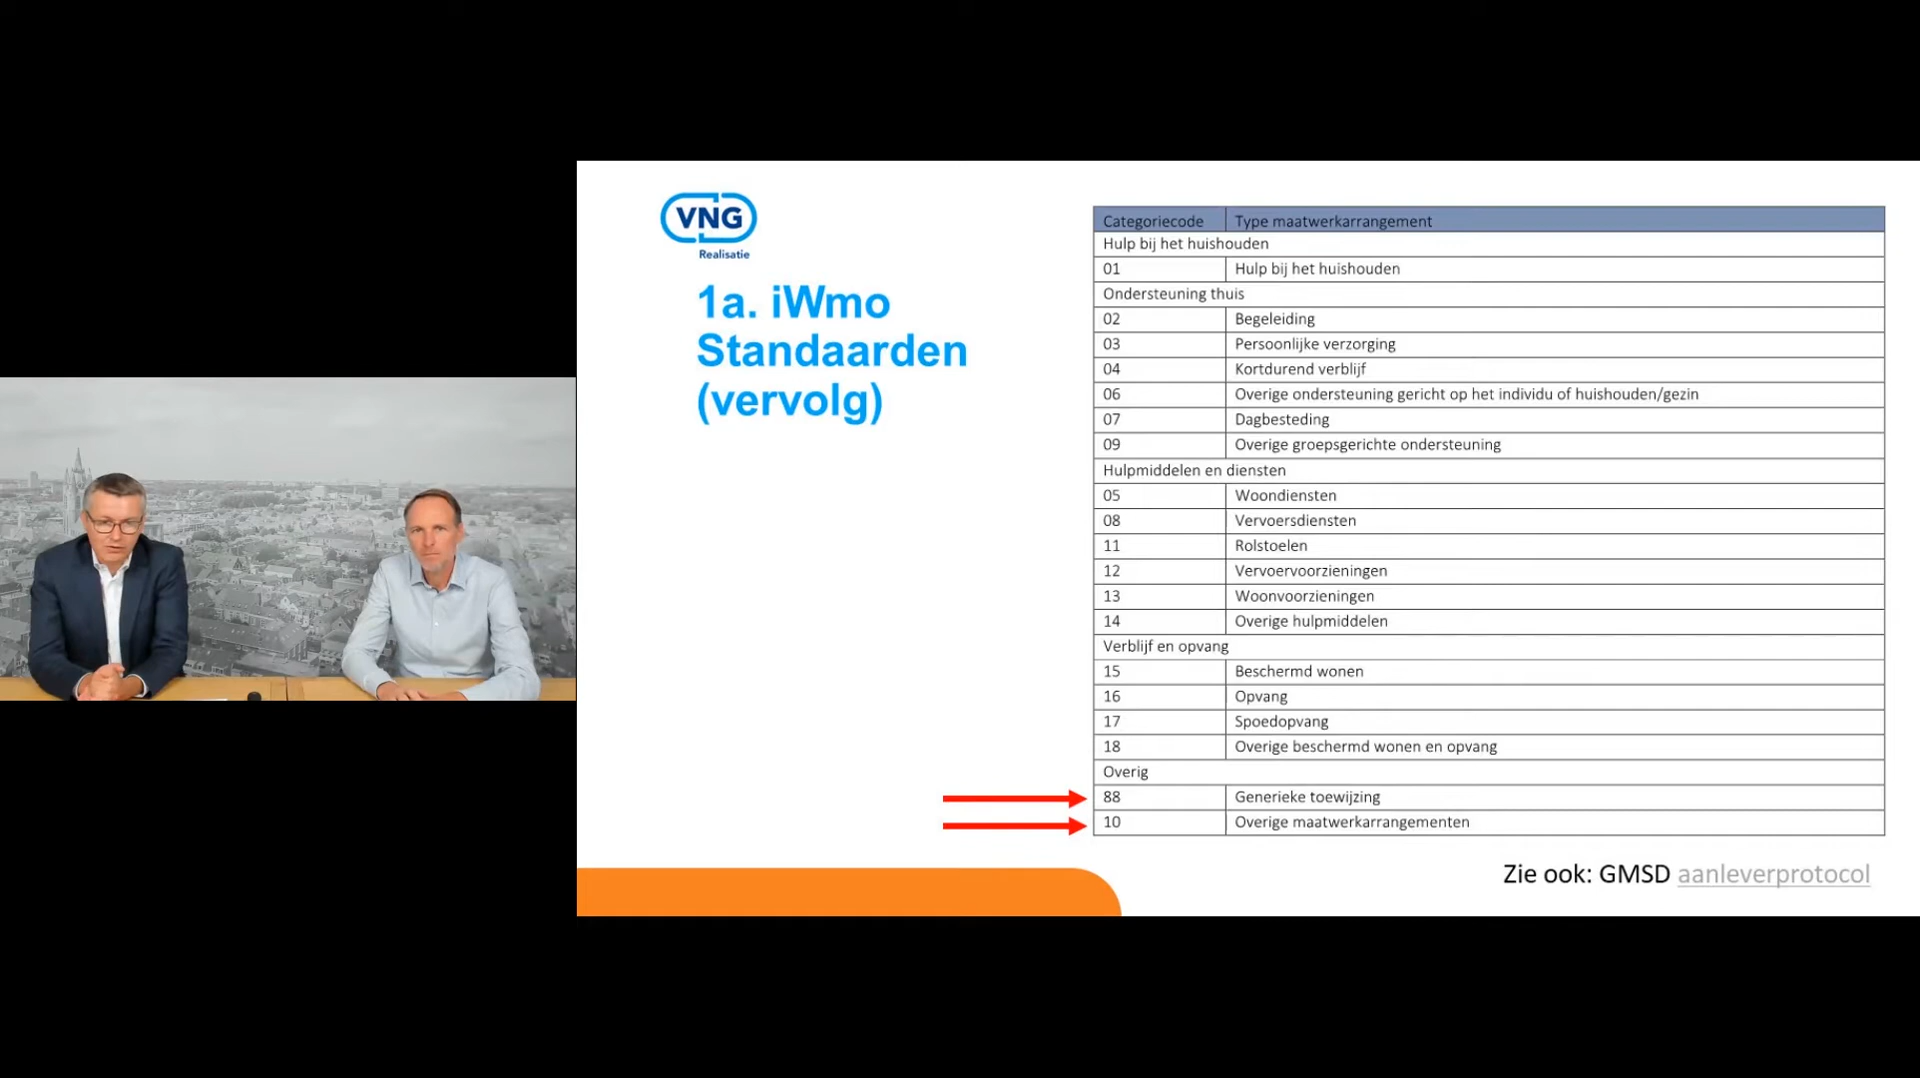 VNG
Realisatie
1a. iWmo
Standaarden
(vervolg)
Categoriecode Type maatwerkarrangement
Hulp bij het huishouden
01 Hulp bij het huishouden
Ondersteuning thuis
02 Begeleiding
03 Persoonlijke verzorging
04 Kortdurend verblijf
06 Overige ondersteuning gericht op het individu of huishouden/gezin
07 Dagbesteding
09 Overige groepsgerichte ondersteuning
Hulpmiddelen en diensten
05 Woondiensten
08 Vervoersdiensten
11 Rolstoelen
12 Vervoervoorzieningen
13 Woonvoorzieningen
14 Overige hulpmiddelen
Verblijf en opvang
15 Beschermd wonen
16 Opvang
17 Spoedopvang
18 Overige beschermd wonen en opvang
Overig
88 Generieke toewijzing
10 Overige maatwerkarrangementen
Zie ook: GMSD aanleverprotocol